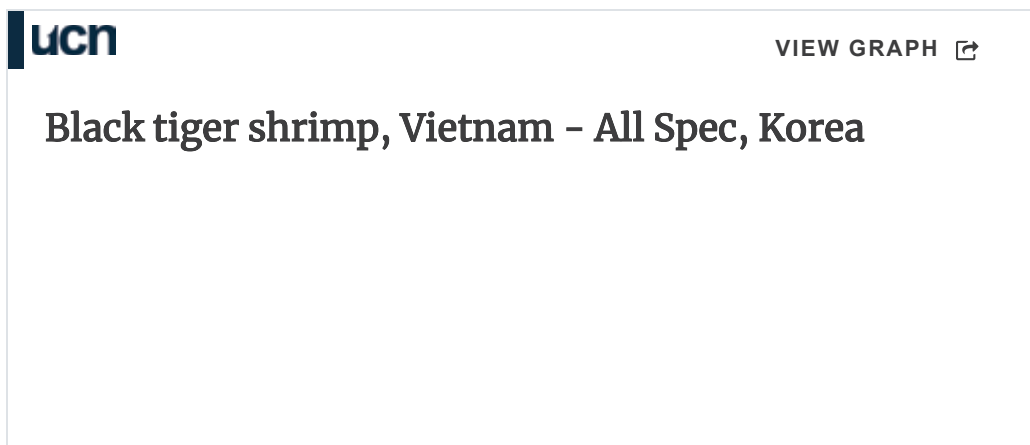 ucn
VIEW GRAPH
Black tiger shrimp, Vietnam - All Spec, Korea